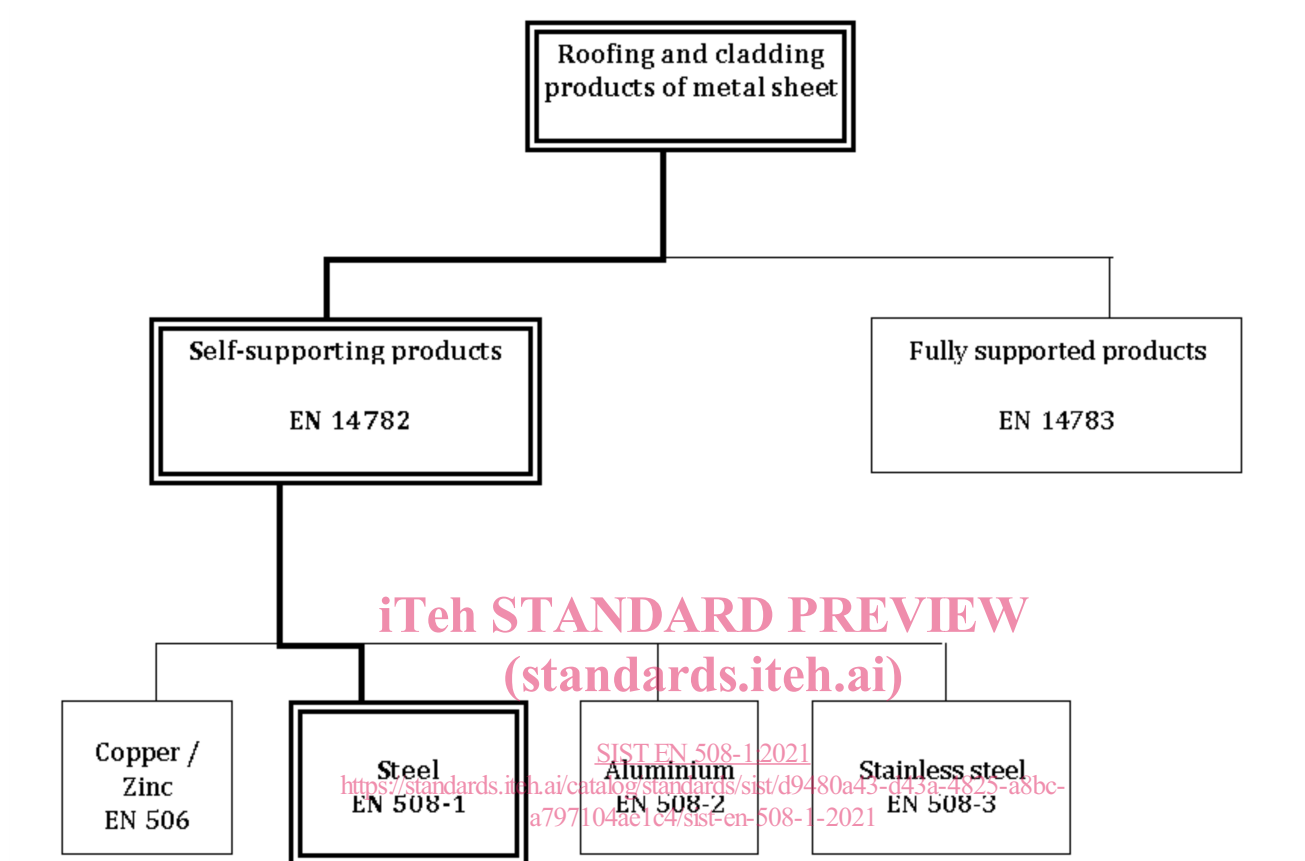 Roofing and cladding
products of metal sheet
Self-supporting products
EN 14782
Fully supported products
EN 14783
iTeh STANDARD PREVIEW
(standards.iteh.ai)
Copper /
Zinc
EN 506
Steel
EN 508-1
Aluminium
EN 508-2
Stainless steel
EN 508-3
SIST EN 508-1:2021
https://standards.iteh.ai/catalog/standards/sist/d9480a43-d43a-4825-a8bc-
a797104ae1c4/sist-en-508-1-2021